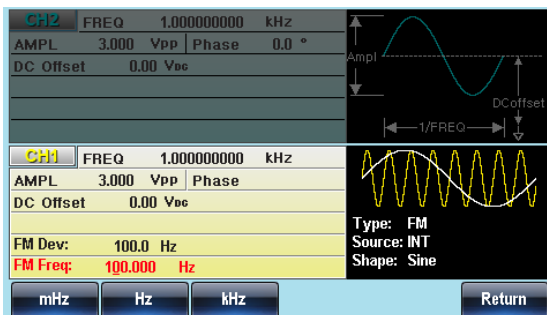 CH2 FREQ 1.000000000 kHz
AMPL 3.000 Vpp Phase 0.0 °
DC Offset 0.00 VDC
Ampl
DCoffset
1/FREQ
CH1 FREQ 1.000000000 kHz
AMPL 3.000 Vpp Phase
DC Offset 0.00 VDC
FM Dev: 100.0 Hz
FM Freq: 100.000 Hz
Type: FM
Source: INT
Shape: Sine
mHz Hz kHz Return